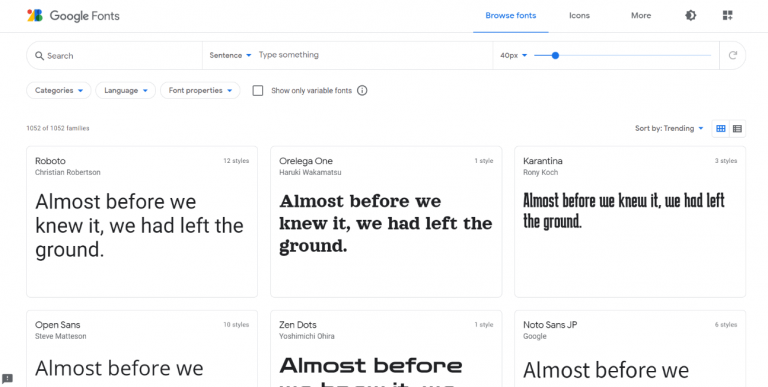 Google Fonts
Browse fonts
Icons
More
Search
Sentence
Type something
40px
Categories
Language
Font properties
Show only variable fonts
1052 of 1052 families
Sort by: Trending
Roboto
12 styles
Christian Robertson
Almost before we
knew it, we had left the
ground.
Orelega One
1 style
Haruki Wakamatsu
Almost before we
knew it, we had left the
ground.
Karantina
3 styles
Rony Koch
Almost before we knew it, we had left
the ground.
Open Sans
10 styles
Steve Matteson
Almost before we
Zen Dots
1 style
Yoshimichi Ohira
Almost before
we knew it, we
Noto Sans JP
6 styles
Google
Almost before we